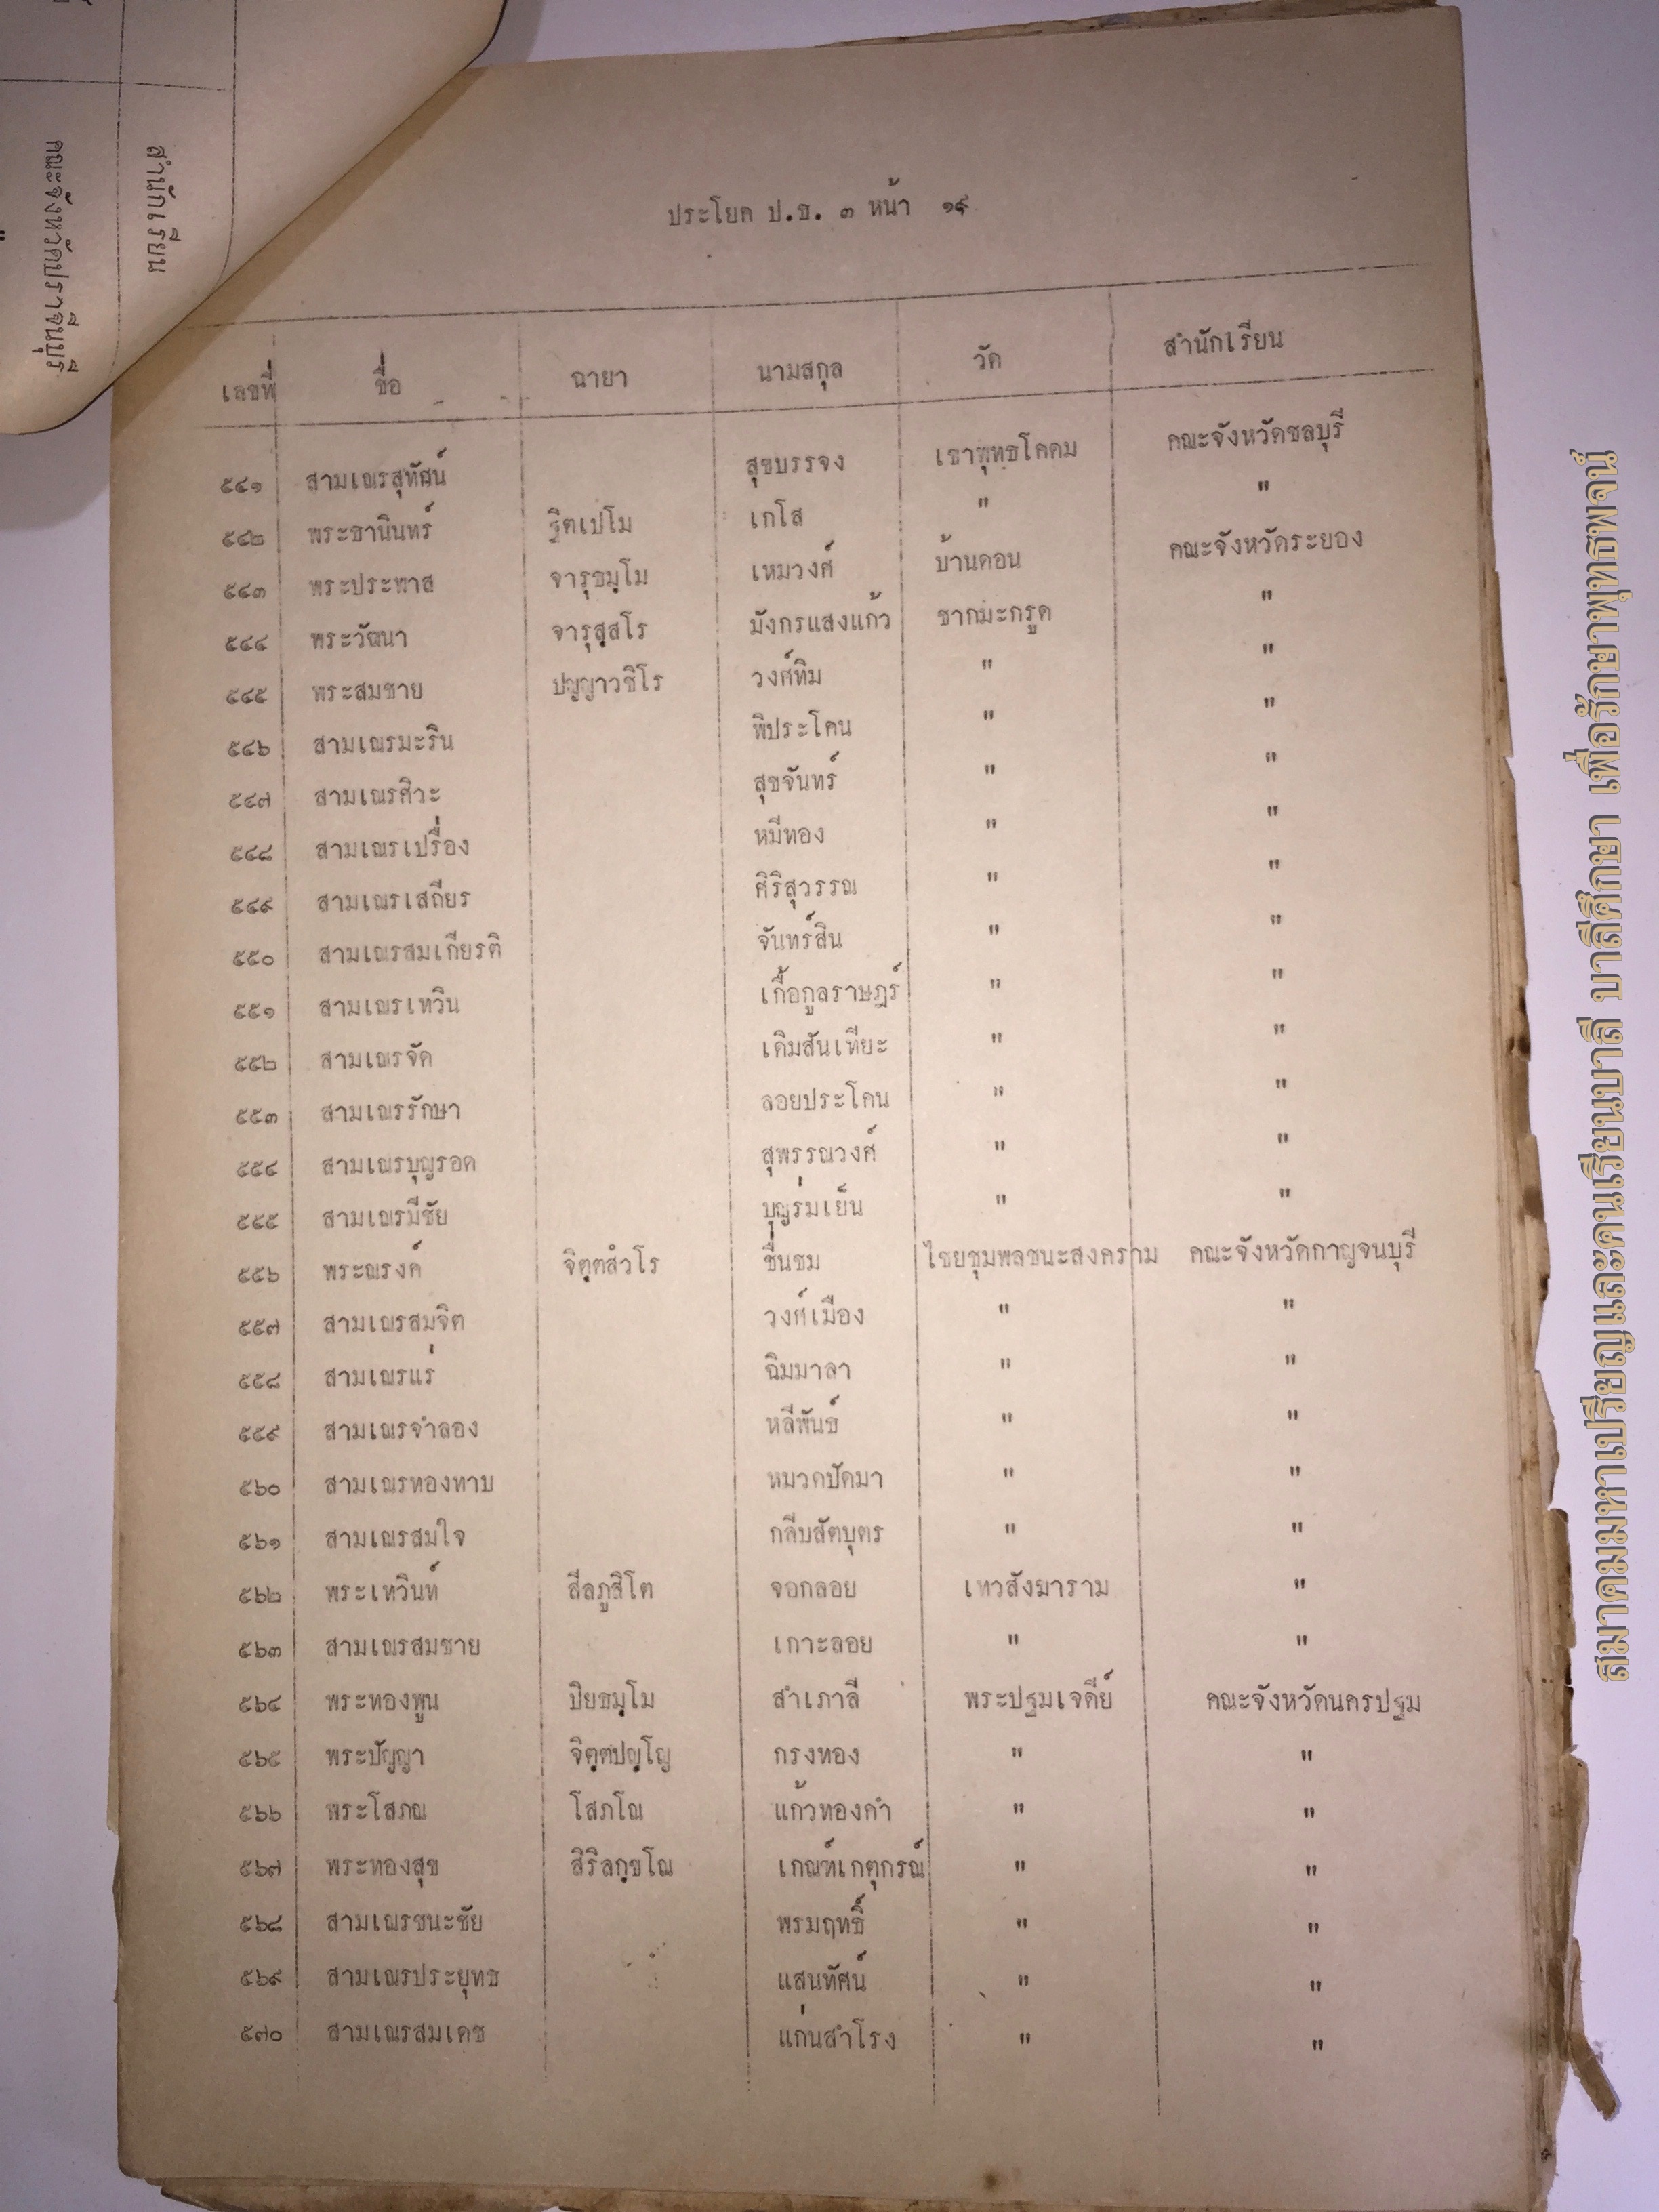 สำนักเรียน
คณะจังหวัดปราจีนบุรี
ประโยค ป.ธ. ๓ หน้า ๑๙
เลขที่ ชื่อ ฉายา นามสกุล วัด สำนักเรียน
๕๔๑ สามเณรสุทัศน์ สุขบรรจง เขาพุทธโคดม คณะจังหวัดชลบุรี
๕๔๒ พระธานินทร์ ฐิตเปโม เกโส " "
๕๔๓ พระประพาส จารุธมฺโม เหมวงศ์ บ้านดอน คณะจังหวัดระยอง
๕๔๔ พระวัฒนา จารุสฺสโร มังกรแสงแก้ว ชากมะกรูด "
๕๔๕ พระสมชาย ปญฺญาวชิโร วงศ์ทิม " "
๕๔๖ สามเณรมะริน พิประโคน " "
๕๔๗ สามเณรศิวะ สุขจันทร์ " "
๕๔๘ สามเณรเปรื่อง หมีทอง " "
๕๔๙ สามเณรเสถียร ศิริสุวรรณ " "
๕๕๐ สามเณรสมเกียรติ จันทร์สิน " "
๕๕๑ สามเณรเทวิน เกื้อกูลราษฎร์ " "
๕๕๒ สามเณรจัด เดิมสันเทียะ " "
๕๕๓ สามเณรรักษา ลอยประโคน " "
๕๕๔ สามเณรบุญรอด สุพรรณวงศ์ " "
๕๕๕ สามเณรมีชัย บุญร่มเย็น " "
๕๕๖ พระณรงค์ จิตฺตสํวโร ชื่นชม ไชยชุมพลชนะสงคราม คณะจังหวัดกาญจนบุรี
๕๕๗ สามเณรสมจิต วงศ์เมือง " "
๕๕๘ สามเณรแร่ ฉิมมาลา " "
๕๕๙ สามเณรจำลอง หลีพันธ์ " "
๕๖๐ สามเณรทองทาบ หมวดปัดมา " "
๕๖๑ สามเณรสมใจ กลีบสัตบุตร " "
๕๖๒ พระเทวินท์ สีลภูสิโต จอกลอย เทวสังฆาราม "
๕๖๓ สามเณรสมชาย เกาะลอย " "
๕๖๔ พระทองพูน ปิยธมฺโม สำเภาลี พระปฐมเจดีย์ คณะจังหวัดนครปฐม
๕๖๕ พระปัญญา จิตฺตปญฺโญ กรงทอง " "
๕๖๖ พระโสภณ โสภโณ แก้วทองคำ " "
๕๖๗ พระทองสุข สิริลกฺขโณ เกณฑ์เกตุกรณ์ " "
๕๖๘ สามเณรชนะชัย พรมฤทธิ์ " "
๕๖๙ สามเณรประยุทธ แสนทัศน์ " "
๕๗๐ สามเณรสมเดช แก่นสำโรง " "
สมาคมมหาเปรียญและคนเรียนบาลี บาลีศึกษา เพื่อรักษาพุทธพจน์